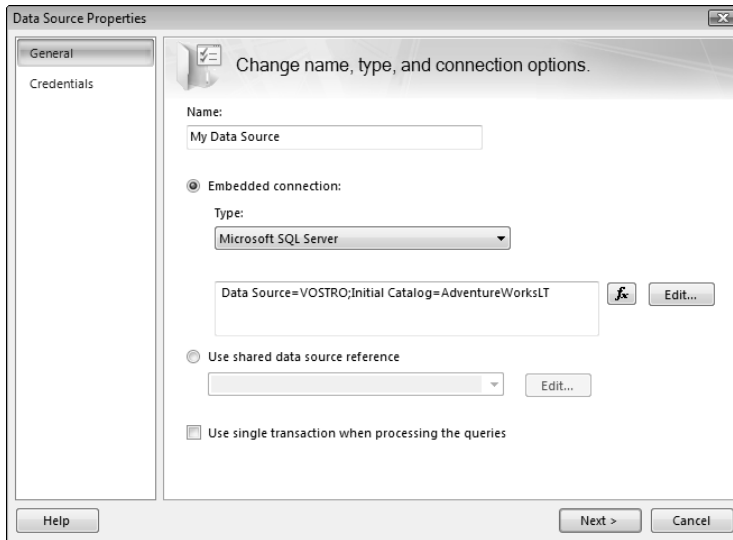 Data Source Properties
General
Credentials
Change name, type, and connection options.
Name:
My Data Source
Embedded connection:
Type:
Microsoft SQL Server
Data Source=VOSTRO;Initial Catalog=AdventureWorksLT
fx
Edit...
Use shared data source reference
Edit...
Use single transaction when processing the queries
Help
Next >
Cancel